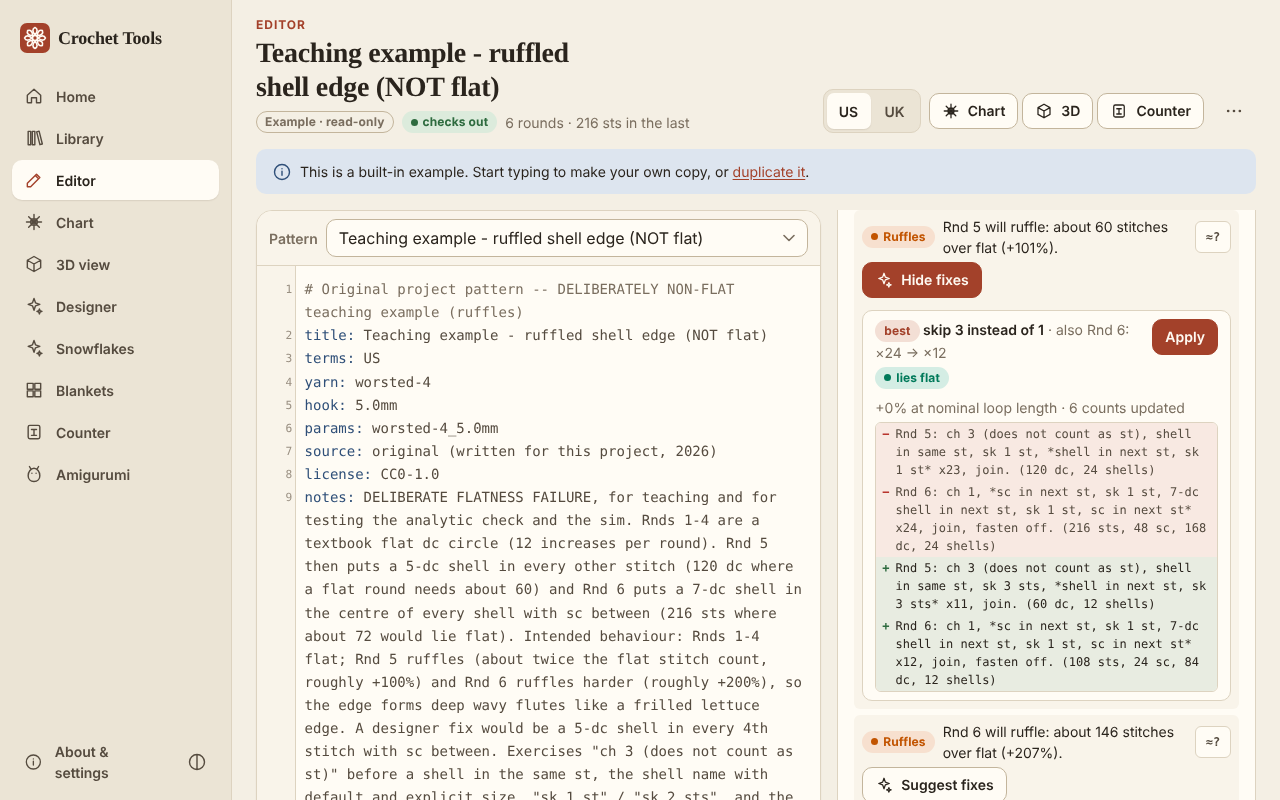 Crochet Tools
Home
Library
Editor
Chart
3D view
Designer
Snowflakes
Blankets
Counter
Amigurumi
About &
settings
EDITOR
Teaching example - ruffled
shell edge (NOT flat)
Example · read-only
checks out
6 rounds · 216 sts in the last
US
UK
Chart
3D
Counter
···
This is a built-in example. Start typing to make your own copy, or duplicate it.
Pattern
Teaching example - ruffled shell edge (NOT flat)
1 # Original project pattern -- DELIBERATELY NON-FLAT
teaching example (ruffles)
2 title: Teaching example - ruffled shell edge (NOT flat)
3 terms: US
4 yarn: worsted-4
5 hook: 5.0mm
6 params: worsted-4_5.0mm
7 source: original (written for this project, 2026)
8 license: CC0-1.0
9 notes: DELIBERATE FLATNESS FAILURE, for teaching and for
testing the analytic check and the sim. Rnds 1-4 are a
textbook flat dc circle (12 increases per round). Rnd 5
then puts a 5-dc shell in every other stitch (120 dc where
a flat round needs about 60) and Rnd 6 puts a 7-dc shell in
the centre of every shell with sc between (216 sts where
about 72 would lie flat). Intended behaviour: Rnds 1-4
flat; Rnd 5 ruffles (about twice the flat stitch count,
roughly +100%) and Rnd 6 ruffles harder (roughly +200%), so
the edge forms deep wavy flutes like a frilled lettuce
edge. A designer fix would be a 5-dc shell in every 4th
stitch with sc between. Exercises "ch 3 (does not count as
st)" before a shell in the same st, the shell name with
default and explicit size, "sk 1 st" / "sk 2 sts", and the
Ruffles
Rnd 5 will ruffle: about 60 stitches
over flat (+101%).
≈?
Hide fixes
best skip 3 instead of 1 · also Rnd 6:
×24 → ×12
Apply
lies flat
+0% at nominal loop length · 6 counts updated
− Rnd 5: ch 3 (does not count as st), shell
in same st, sk 1 st, *shell in next st, sk
1 st* x23, join. (120 dc, 24 shells)
− Rnd 6: ch 1, *sc in next st, sk 1 st, 7-dc
shell in next st, sk 1 st, sc in next st*
x24, join, fasten off. (216 sts, 48 sc, 168
dc, 24 shells)
+ Rnd 5: ch 3 (does not count as st), shell
in same st, sk 3 sts, *shell in next st, sk
3 sts* x11, join. (60 dc, 12 shells)
+ Rnd 6: ch 1, *sc in next st, sk 1 st, 7-dc
shell in next st, sk 1 st, sc in next st*
x12, join, fasten off. (108 sts, 24 sc, 84
dc, 12 shells)
Ruffles
Rnd 6 will ruffle: about 146 stitches
over flat (+207%).
≈?
Suggest fixes